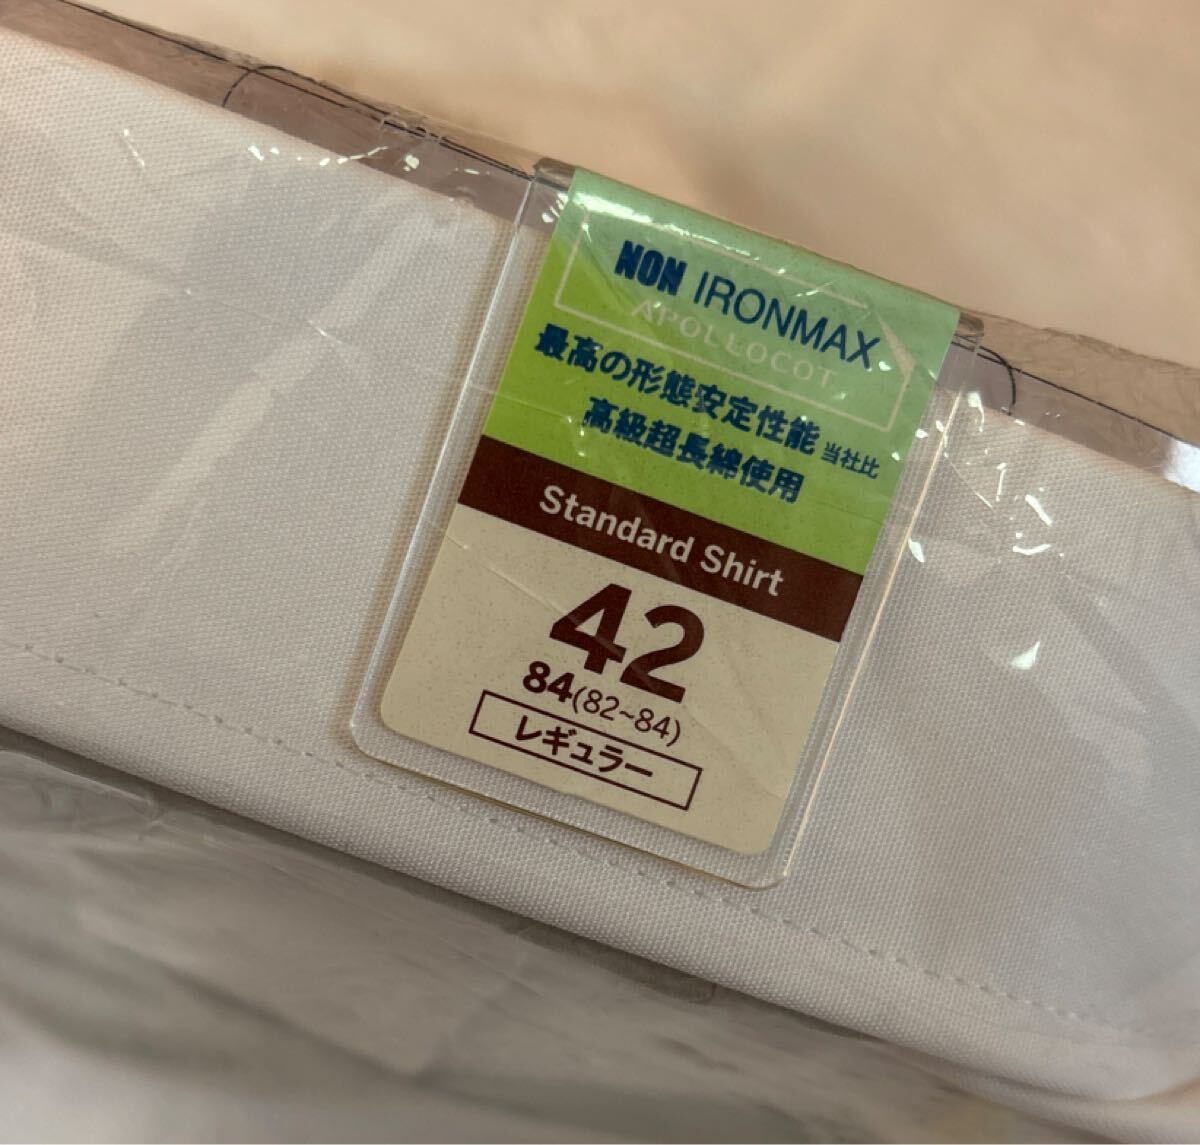 NON IRONMAX
APOLLOCOT
最高の形態安定性能 当社比
高級超長綿使用
Standard Shirt
42
84(82~84)
レギュラー